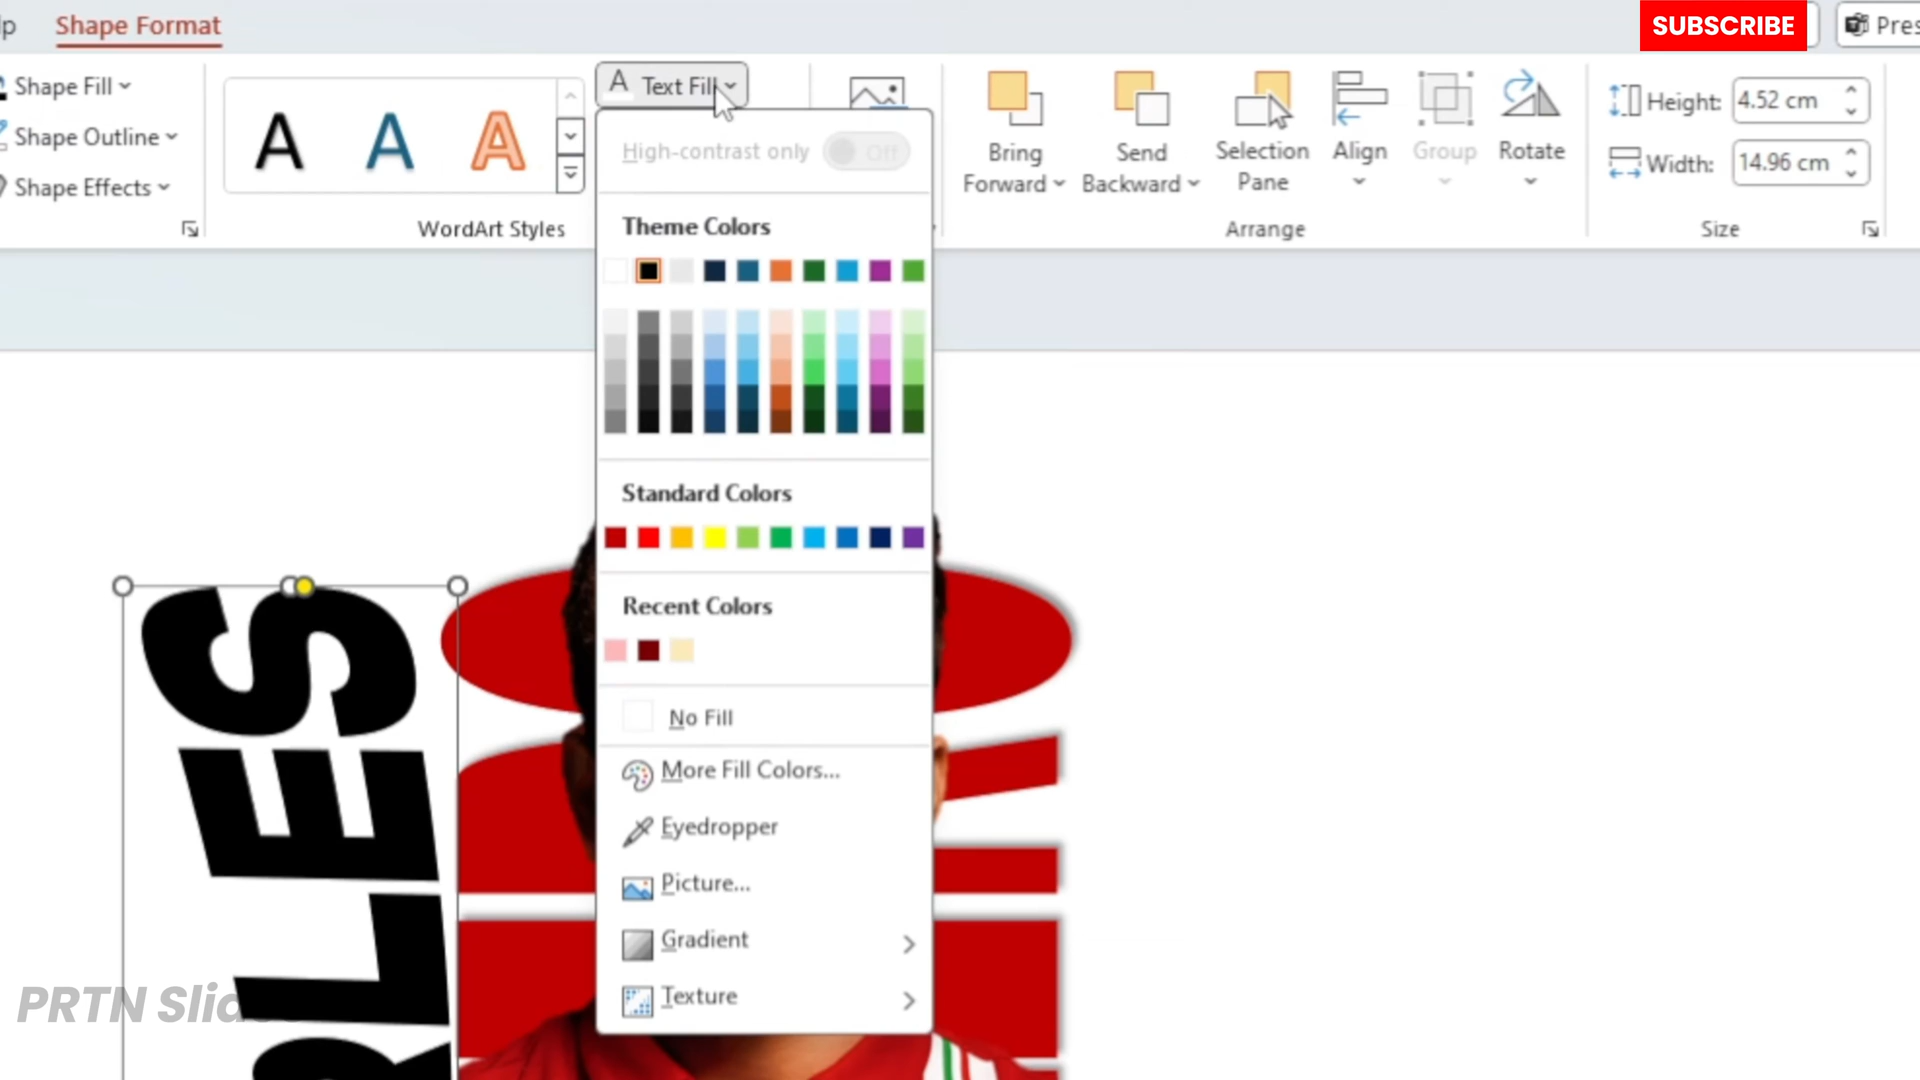 lp
Shape Format
SUBSCRIBE
Pres
Shape Fill
Shape Outline
Shape Effects
A A A
WordArt Styles
A Text Fill
High-contrast only
Off
Theme Colors
Standard Colors
Recent Colors
No Fill
More Fill Colors...
Eyedropper
Picture...
Gradient
Texture
Bring
Forward
Send
Backward
Selection
Pane
Align
Group
Rotate
Arrange
Height: 4.52 cm
Width: 14.96 cm
Size
RLES
PRTN Slid